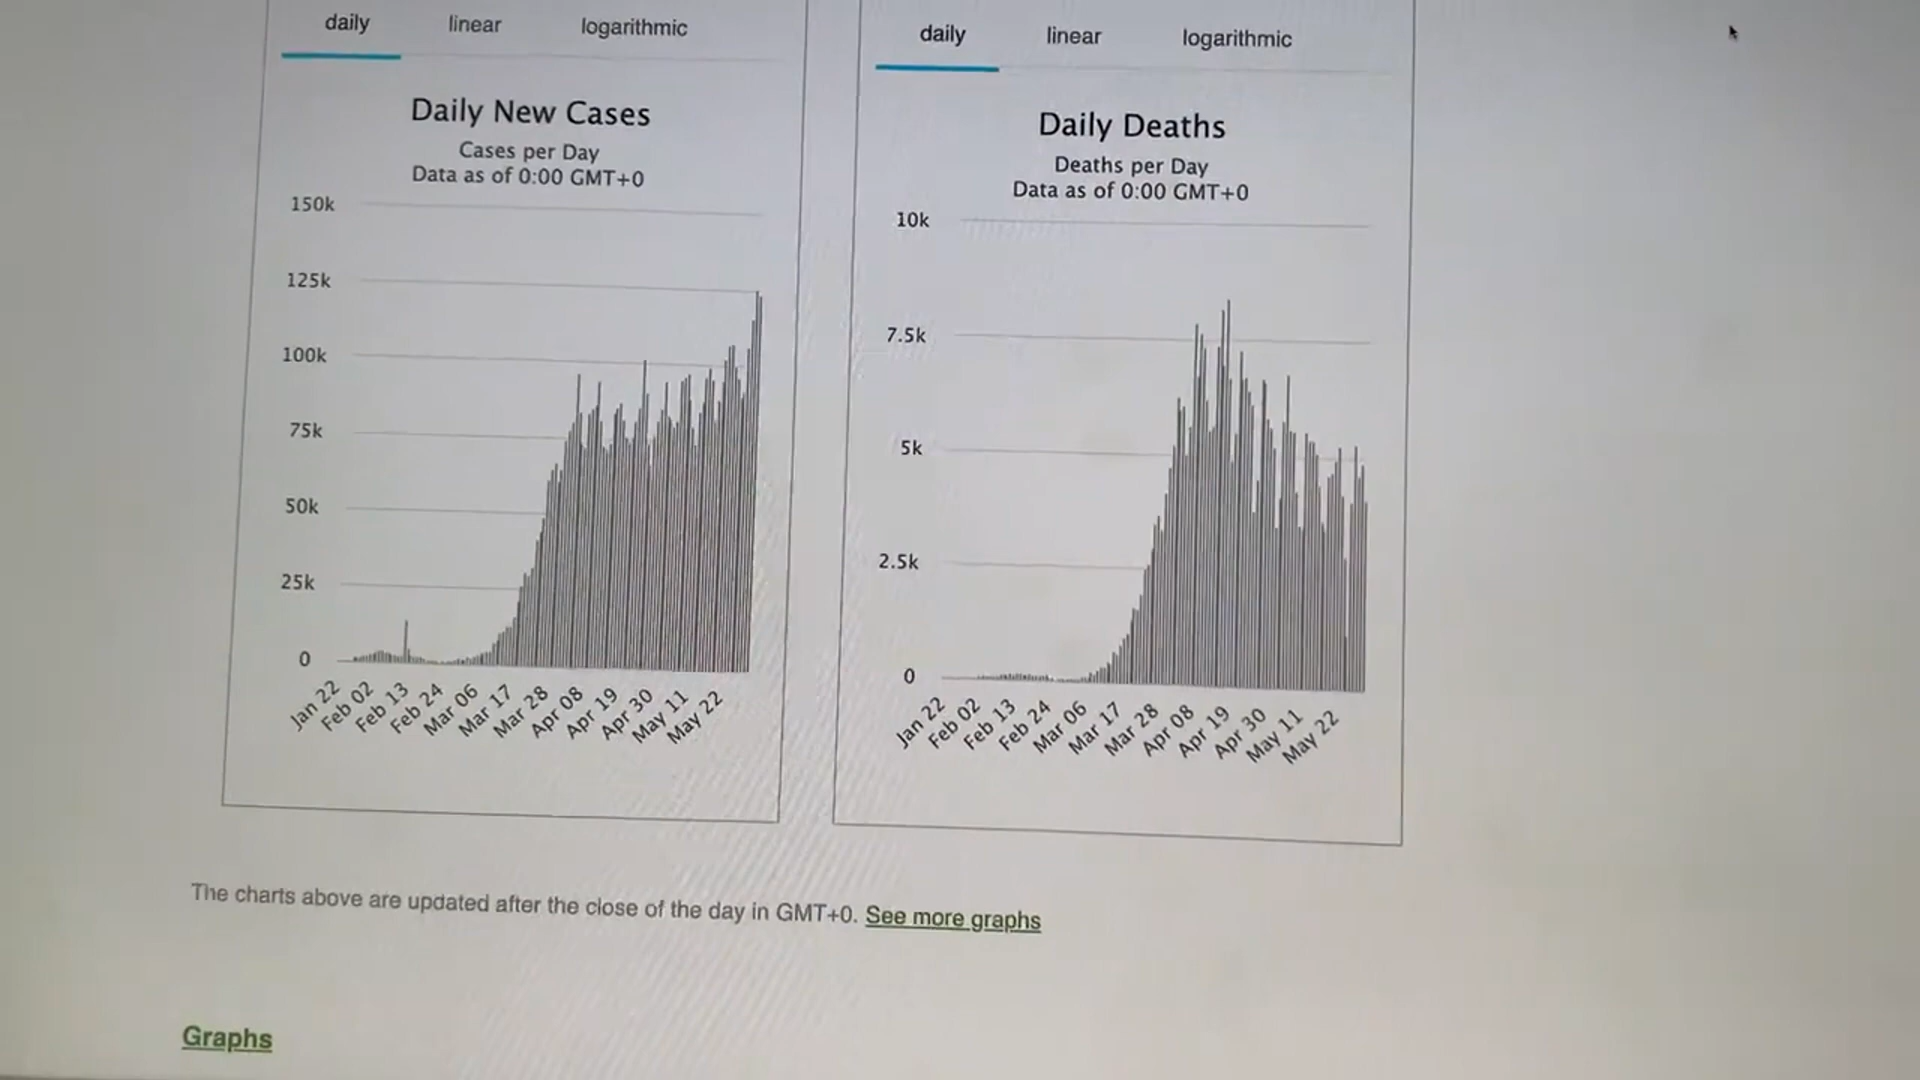 daily linear logarithmic
Daily New Cases
Cases per Day
Data as of 0:00 GMT+0
150k
125k
100k
75k
50k
25k
0
Jan 22
Feb 02
Feb 13
Feb 24
Mar 06
Mar 17
Mar 28
Apr 08
Apr 19
Apr 30
May 11
May 22
daily linear logarithmic
Daily Deaths
Deaths per Day
Data as of 0:00 GMT+0
10k
7.5k
5k
2.5k
0
Jan 22
Feb 02
Feb 13
Feb 24
Mar 06
Mar 17
Mar 28
Apr 08
Apr 19
Apr 30
May 11
May 22
The charts above are updated after the close of the day in GMT+0. See more graphs
Graphs